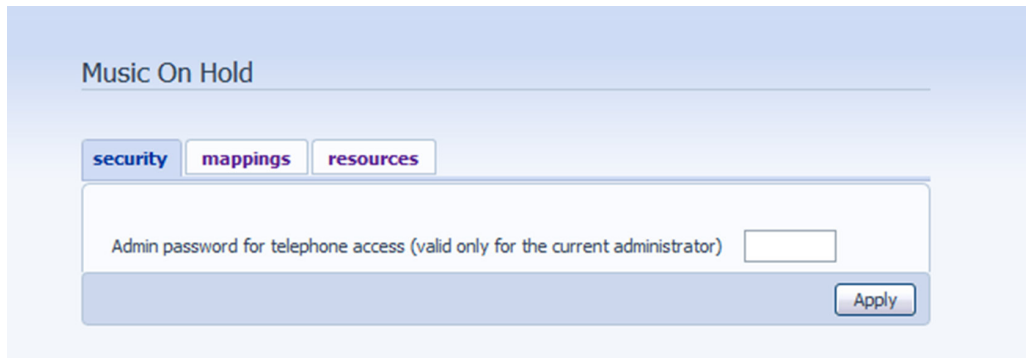 Music On Hold
security mappings resources
Admin password for telephone access (valid only for the current administrator)
Apply